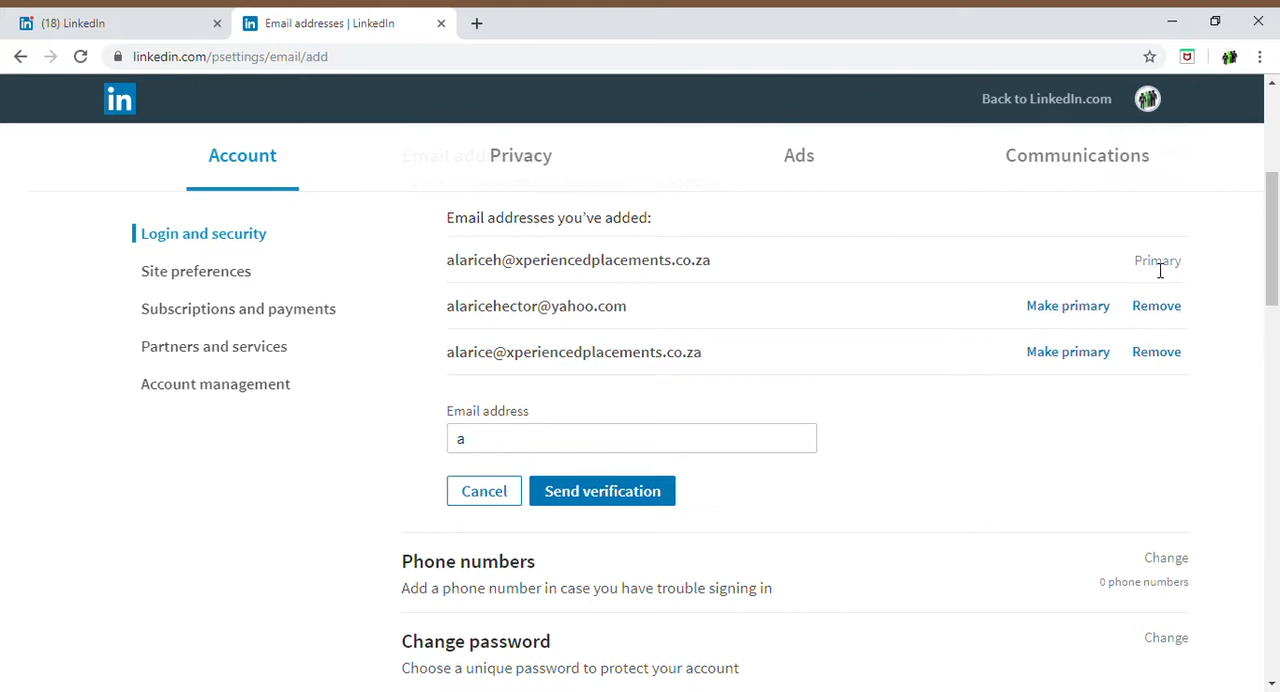 (18) LinkedIn
Email addresses | LinkedIn
linkedin.com/psettings/email/add
in
Back to LinkedIn.com
Account
Privacy
Ads
Communications
Login and security
Site preferences
Subscriptions and payments
Partners and services
Account management
Email addresses you've added:
alariceh@xperiencedplacements.co.za Primary
alaricehector@yahoo.com Make primary Remove
alarice@xperiencedplacements.co.za Make primary Remove
Email address
a
Cancel Send verification
Phone numbers Change
Add a phone number in case you have trouble signing in 0 phone numbers
Change password Change
Choose a unique password to protect your account